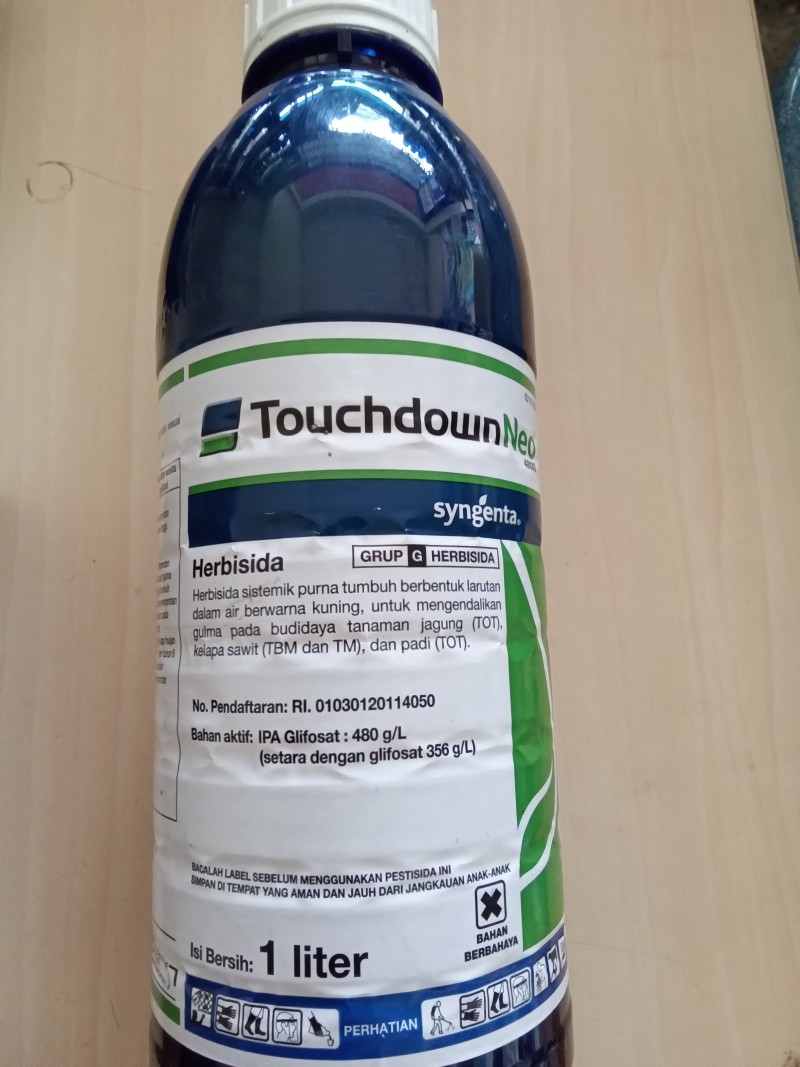 TouchdownNeo
syngenta
Herbisida
GRUP G HERBISIDA
Herbisida sistemik purna tumbuh berbentuk larutan
dalam air berwarna kuning, untuk mengendalikan
gulma pada budidaya tanaman jagung (TOT),
kelapa sawit (TBM dan TM), dan padi (TOT).
No. Pendaftaran: RI. 01030120114050
Bahan aktif: IPA Glifosat : 480 g/L
(setara dengan glifosat 356 g/L)
BACALAH LABEL SEBELUM MENGGUNAKAN PESTISIDA INI
SIMPAN DI TEMPAT YANG AMAN DAN JAUH DARI JANGKAUAN ANAK-ANAK
BAHAN
BERBAHAYA
Isi Bersih: 1 liter
PERHATIAN